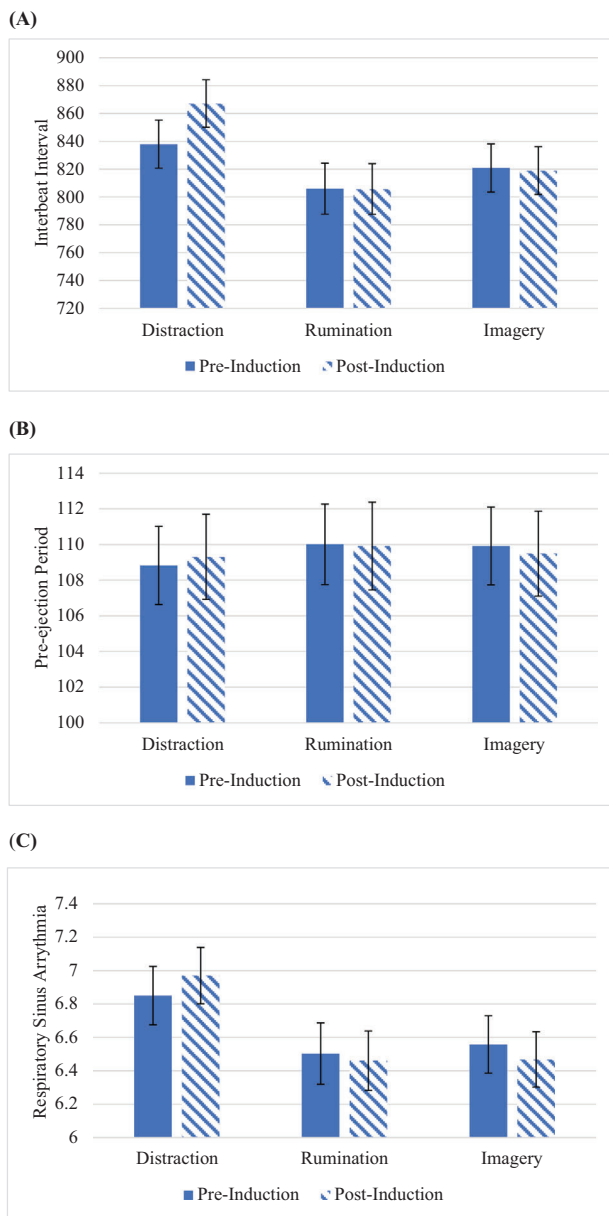 (A)
900
880
860
840
820
800
780
760
740
720
Interbeat Interval
Distraction Rumination Imagery
Pre-Induction Post-Induction
(B)
114
112
110
108
106
104
102
100
Pre-ejection Period
Distraction Rumination Imagery
Pre-Induction Post-Induction
(C)
7.4
7.2
7
6.8
6.6
6.4
6.2
6
Respiratory Sinus Arrythmia
Distraction Rumination Imagery
Pre-Induction Post-Induction